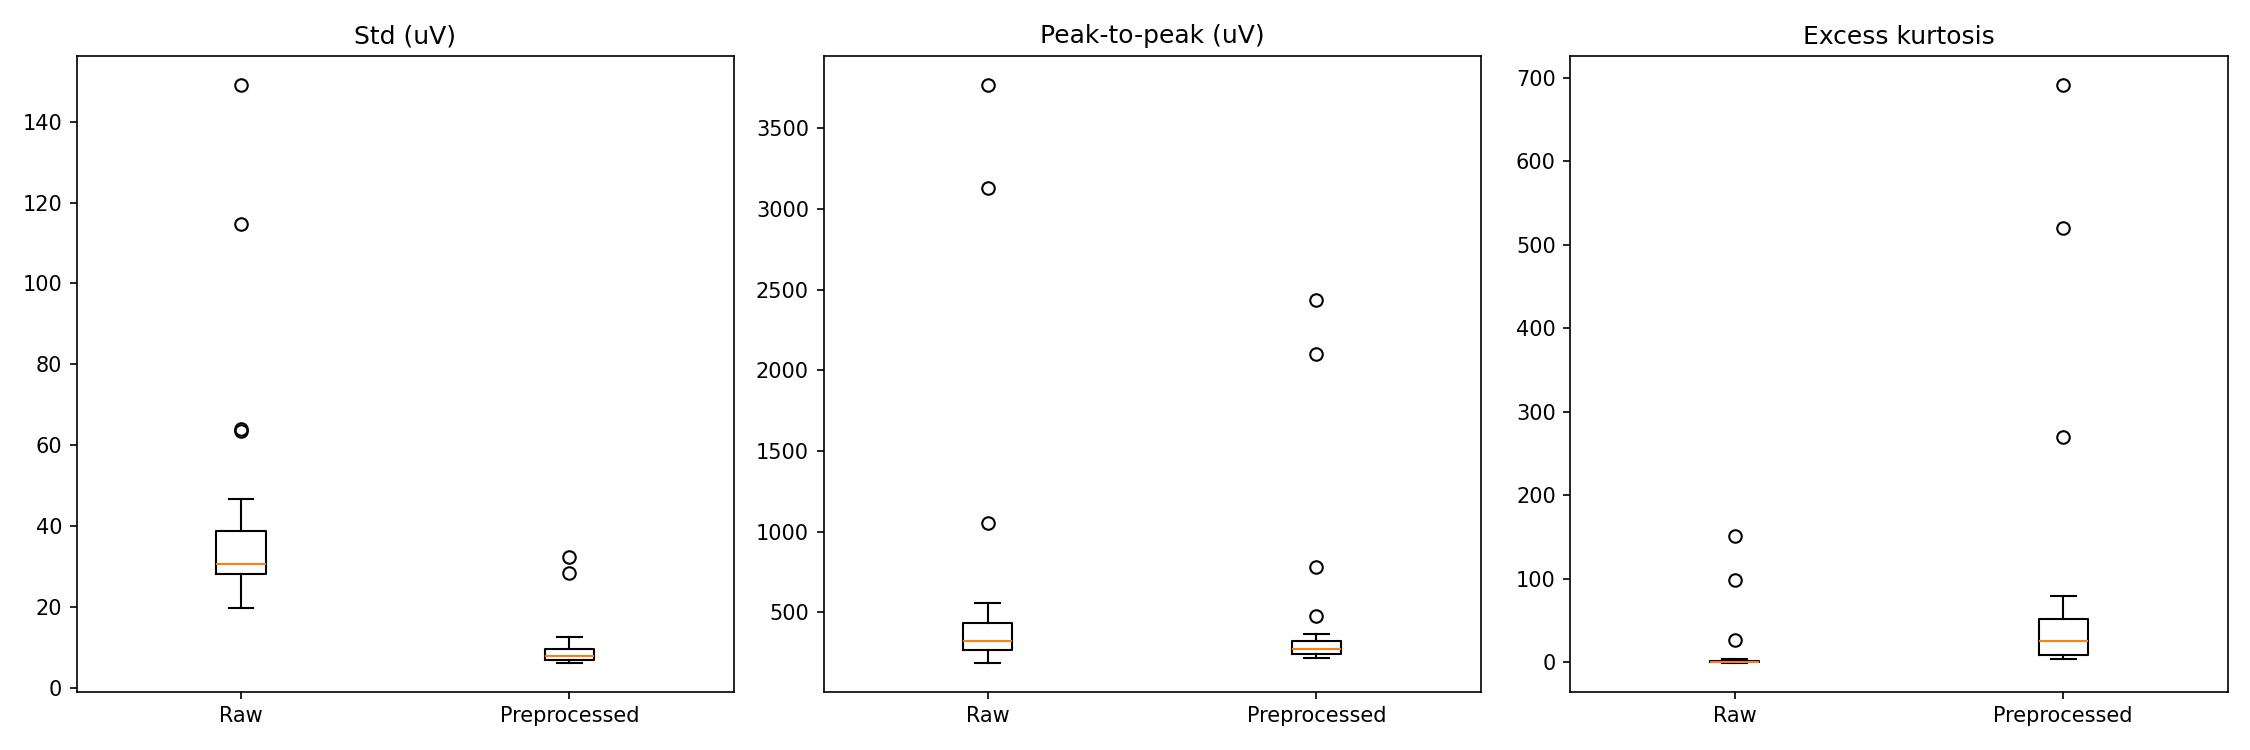 Std (uV)
140
120
100
80
60
40
20
0
Raw
Preprocessed
Peak-to-peak (uV)
3500
3000
2500
2000
1500
1000
500
Raw
Preprocessed
Excess kurtosis
700
600
500
400
300
200
100
0
Raw
Preprocessed